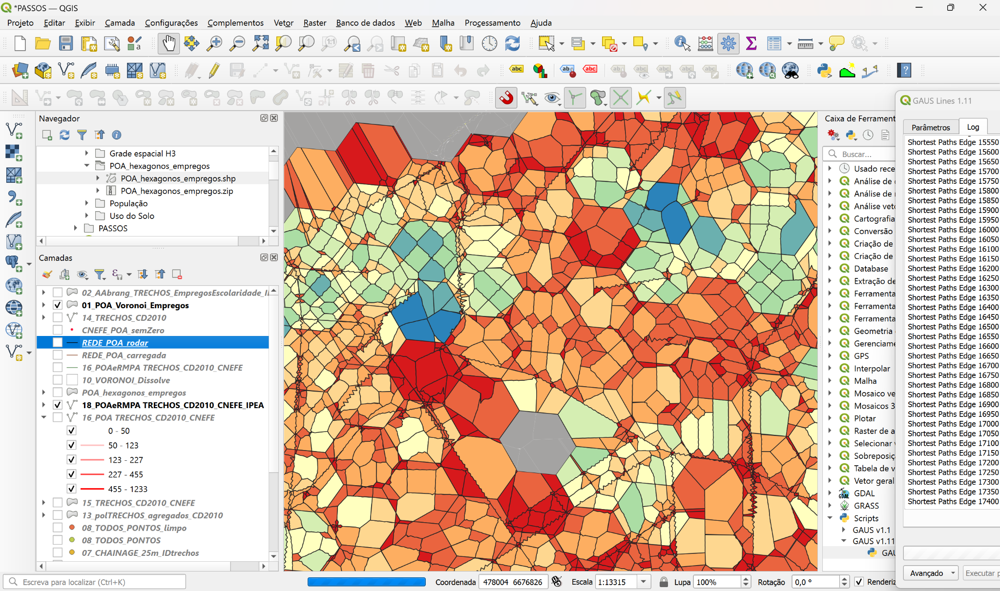 *PASSOS — QGIS
Projeto Editar Exibir Camada Configurações Complementos Vetor Raster Banco de dados Web Malha Processamento Ajuda
Navegador
Grade espacial H3
POA_hexagonos_empregos
POA_hexagonos_empregos.shp
POA_hexagonos_empregos.zip
População
Uso do Solo
PASSOS
Camadas
02_AAbrang_TRECHOS_EmpregosEscolaridade_I
01_POA_Voronoi_Empregos
14_TRECHOS_CD2010
CNEFE_POA_semZero
REDE_POA_rodar
REDE_POA_carregada
16_POAeRMPA TRECHOS_CD2010_CNEFE
10_VORONOI_Dissolve
POA_hexagonos_empregos
18_POAeRMPA TRECHOS_CD2010_CNEFE_IPEA
16_POA TRECHOS_CD2010_CNEFE
0 - 50
50 - 123
123 - 227
227 - 455
455 - 1233
15_TRECHOS_CD2010_CNEFE
13_polTRECHOS_agregados_CD2010
08_TODOS_PONTOS_limpo
08_TODOS_PONTOS
07_CHAINAGE_25m_IDtrechos
Caixa de Ferrament
Buscar...
Usado rece
Análise de
Análise de
Análise veto
Cartografia
Conversão
Criação de
Criação de
Database
Extração de
Ferramenta
Ferramenta
Ferramenta
Geometria
Gerenciame
GPS
Interpolar
Malha
Mosaico ve
Mosaicos 3
Plotar
Raster de a
Selecionar
Sobreposiç
Tabela de v
Vetor geral
GDAL
GRASS
Scripts
GAUS v1.1
GAUS v1.11
GAU
GAUS Lines 1.11
Parâmetros Log
Shortest Paths Edge 15550
Shortest Paths Edge 15600
Shortest Paths Edge 15650
Shortest Paths Edge 15700
Shortest Paths Edge 15750
Shortest Paths Edge 15800
Shortest Paths Edge 15850
Shortest Paths Edge 15900
Shortest Paths Edge 15950
Shortest Paths Edge 16000
Shortest Paths Edge 16050
Shortest Paths Edge 16100
Shortest Paths Edge 16150
Shortest Paths Edge 16200
Shortest Paths Edge 16250
Shortest Paths Edge 16300
Shortest Paths Edge 16350
Shortest Paths Edge 16400
Shortest Paths Edge 16450
Shortest Paths Edge 16500
Shortest Paths Edge 16550
Shortest Paths Edge 16600
Shortest Paths Edge 16650
Shortest Paths Edge 16700
Shortest Paths Edge 16750
Shortest Paths Edge 16800
Shortest Paths Edge 16850
Shortest Paths Edge 16900
Shortest Paths Edge 16950
Shortest Paths Edge 17000
Shortest Paths Edge 17050
Shortest Paths Edge 17100
Shortest Paths Edge 17150
Shortest Paths Edge 17200
Shortest Paths Edge 17250
Shortest Paths Edge 17300
Shortest Paths Edge 17350
Shortest Paths Edge 17400
Avançado Executar p
Escreva para localizar (Ctrl+K) Coordenada 478004 6676826 Escala 1:13315 Lupa 100% Rotação 0,0 ° Renderiz